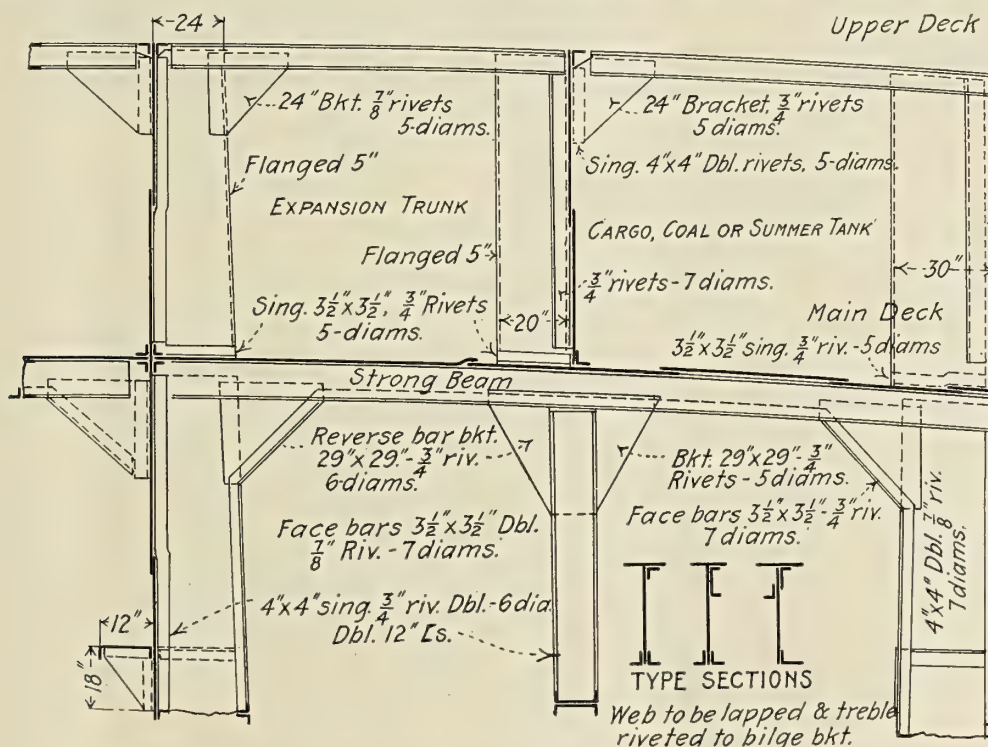 24
Upper Deck
24" Bkt. 7/8" rivets
5-diams.
24" Bracket, 3/4" rivets
5 diams.
Flanged 5"
Sing. 4"x4" Dbl. rivets, 5-diams.
EXPANSION TRUNK
CARGO, COAL OR SUMMER TANK
Flanged 5"
3/4" rivets-7 diams.
30"
Sing. 3 1/2"x3 1/2", 3/4" Rivets
5-diams.
20"
Main Deck
3 1/2"x3 1/2" sing. 3/4" riv.-5 diams
Strong Beam
Reverse bar bkt.
29"x29"-3/4" riv.
6 diams.
Bkt. 29"x29"-3/4"
Rivets-5 diams.
Face bars 3 1/2"x3 1/2" Dbl.
7/8" Riv.-7 diams.
Face bars 3 1/2"x3 1/2"-3/4" riv.
7 diams.
4"x4" Dbl. 7/8" riv.
7 diams.
4"x4" sing. 3/4" riv. Dbl.-6 dia.
Dbl. 12" [s.
12"
18"
TYPE SECTIONS
Web to be lapped & treble
riveted to bilge bkt.